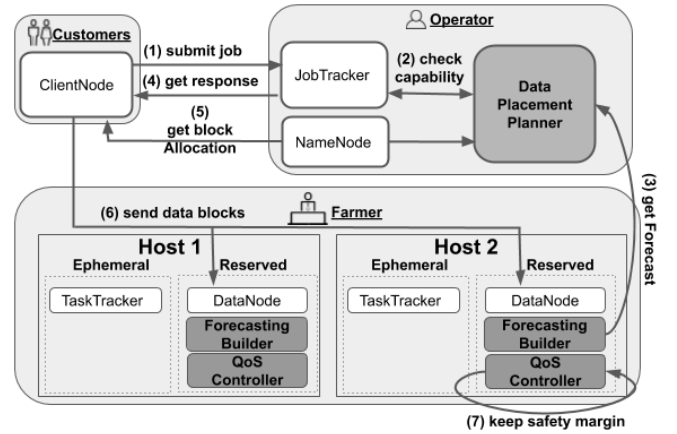 Customers
Operator
ClientNode
(1) submit job
(4) get response
JobTracker
(2) check
capability
Data
Placement
Planner
(5)
get block
Allocation
NameNode
(3) get Forecast
(6) send data blocks
Farmer
Host 1
Ephemeral
Reserved
TaskTracker
DataNode
Forecasting
Builder
QoS
Controller
Host 2
Ephemeral
Reserved
TaskTracker
DataNode
Forecasting
Builder
QoS
Controller
(7) keep safety margin